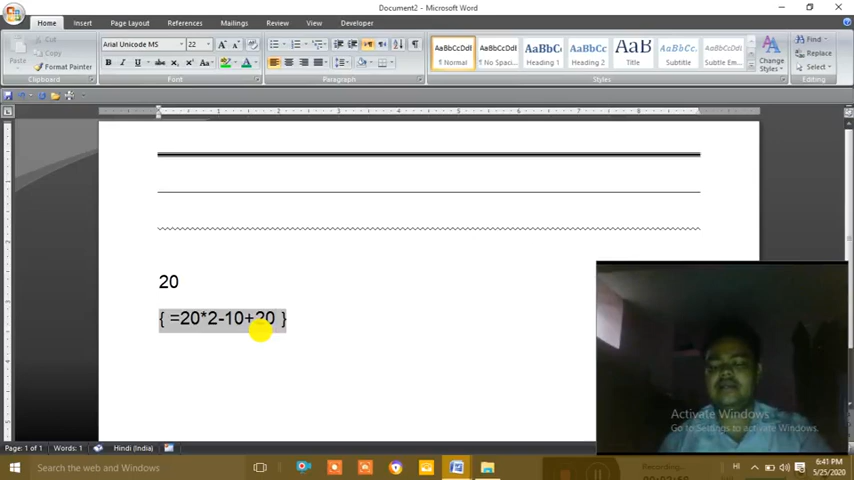 Document2 - Microsoft Word
Home Insert Page Layout References Mailings Review View Developer
Cut
Copy
Format Painter
Paste
Clipboard
Arial Unicode MS 22
Font
Paragraph
AaBbCcDdI AaBbCcDdI AaBbC AaBbCc AaB AaBbCc. AaBbCcDdI
¶ Normal ¶ No Spaci... Heading 1 Heading 2 Title Subtitle Subtle Em...
Change Styles
Styles
Find
Replace
Select
Editing
20
{ =20*2-10+20 }
Activate Windows
Go to Settings to activate Windows.
Page: 1 of 1 Words: 1 Hindi (India)
Search the web and Windows
Recording...
HI
6:41 PM
5/25/2020